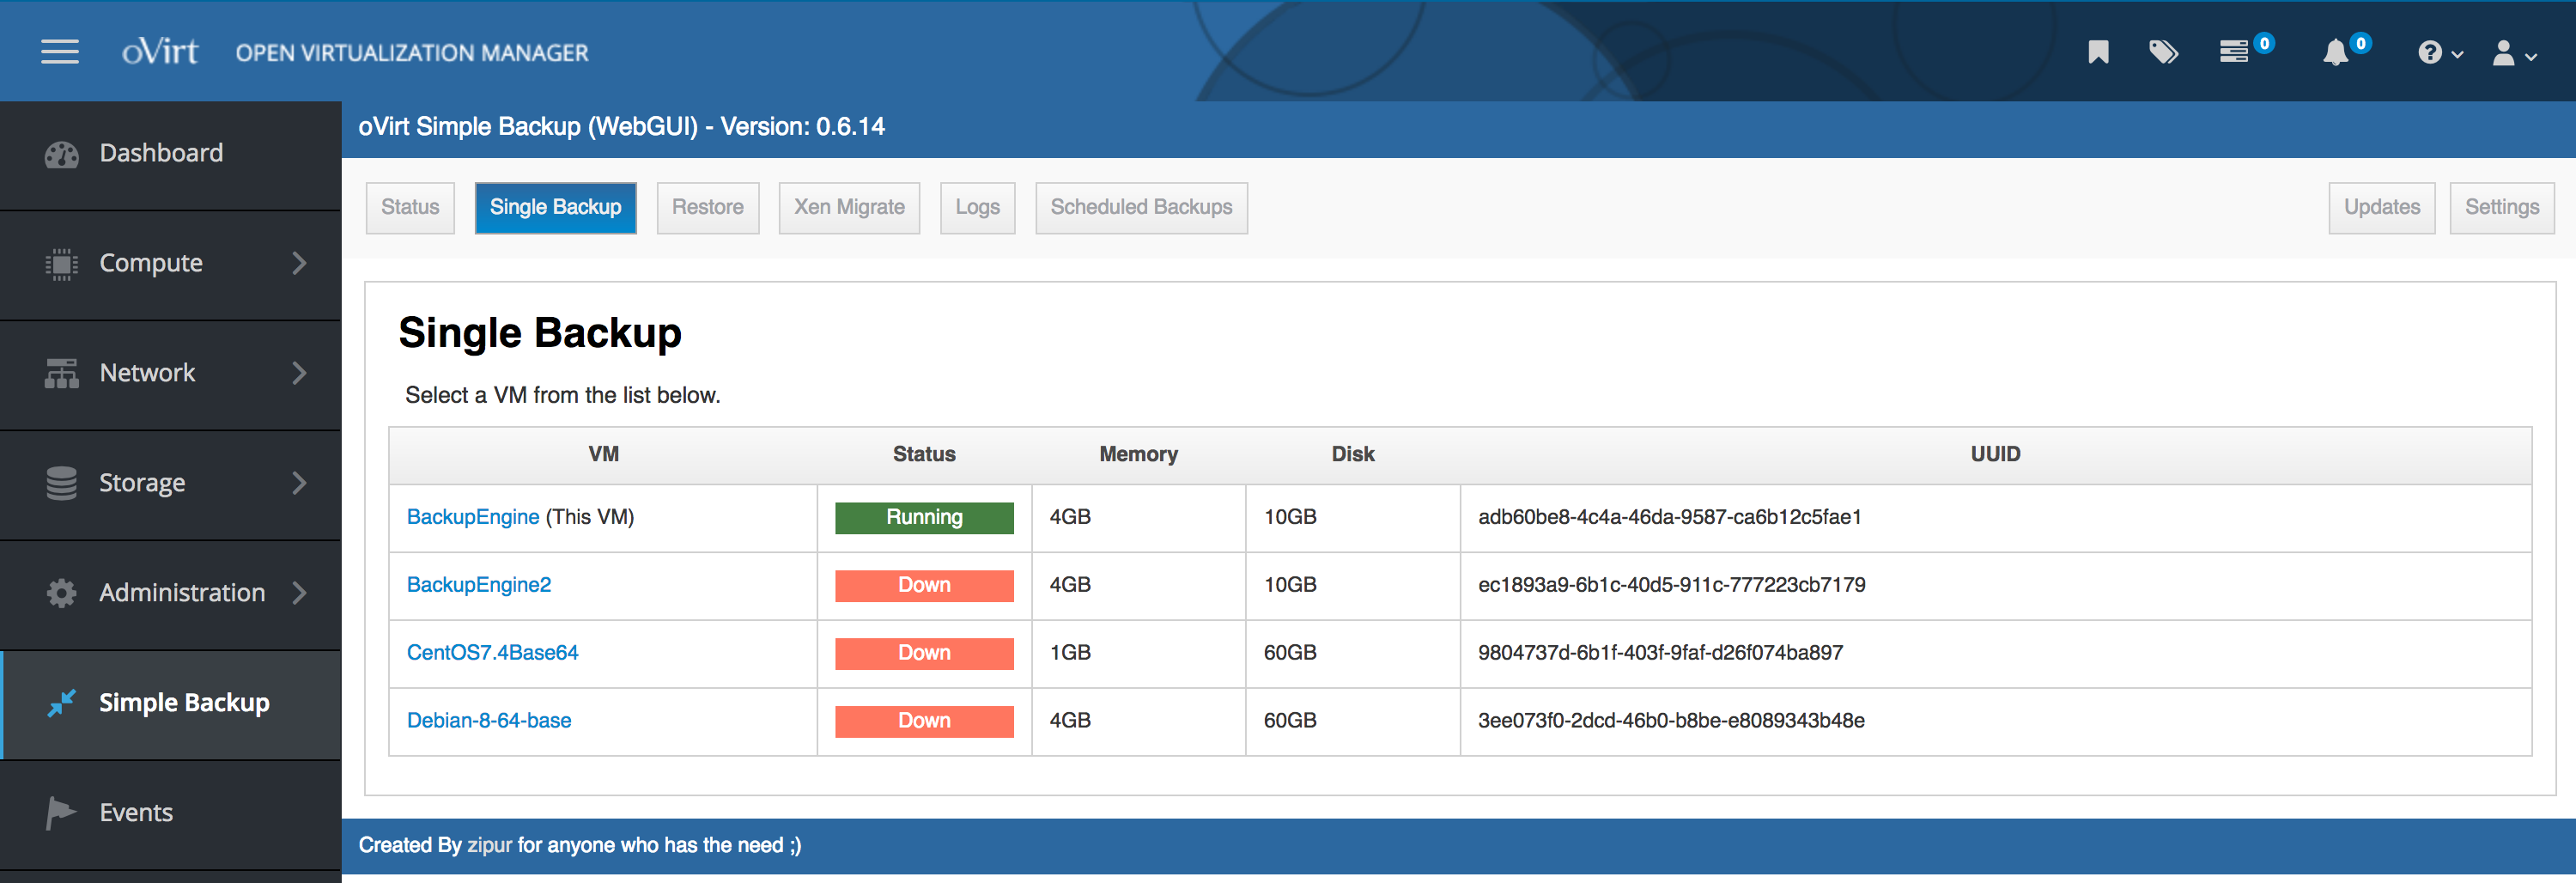 oVirt OPEN VIRTUALIZATION MANAGER 0 0
oVirt Simple Backup (WebGUI) - Version: 0.6.14
Dashboard
Compute
Network
Storage
Administration
Simple Backup
Events
Status Single Backup Restore Xen Migrate Logs Scheduled Backups Updates Settings
Single Backup
Select a VM from the list below.
VM Status Memory Disk UUID
BackupEngine (This VM) Running 4GB 10GB adb60be8-4c4a-46da-9587-ca6b12c5fae1
BackupEngine2 Down 4GB 10GB ec1893a9-6b1c-40d5-911c-777223cb7179
CentOS7.4Base64 Down 1GB 60GB 9804737d-6b1f-403f-9faf-d26f074ba897
Debian-8-64-base Down 4GB 60GB 3ee073f0-2dcd-46b0-b8be-e8089343b48e
Created By zipur for anyone who has the need ;)